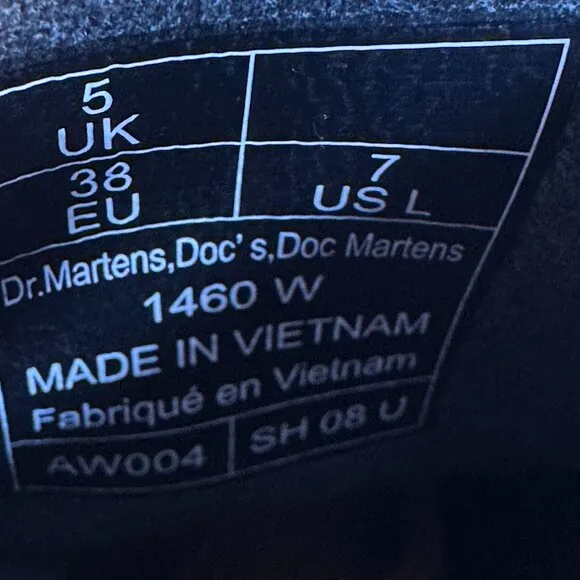 5
UK
38
EU
7
US L
Dr.Martens,Doc's,Doc Martens
1460 W
MADE IN VIETNAM
Fabriqué en Vietnam
AW004
SH 08 U